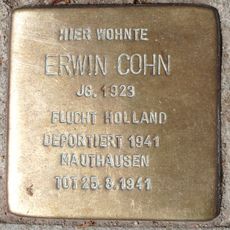 HIER WOHNTE
ERWIN COHN
JG. 1923
FLUCHT HOLLAND
DEPORTIERT 1941
MAUTHAUSEN
TOT 25.8.1941